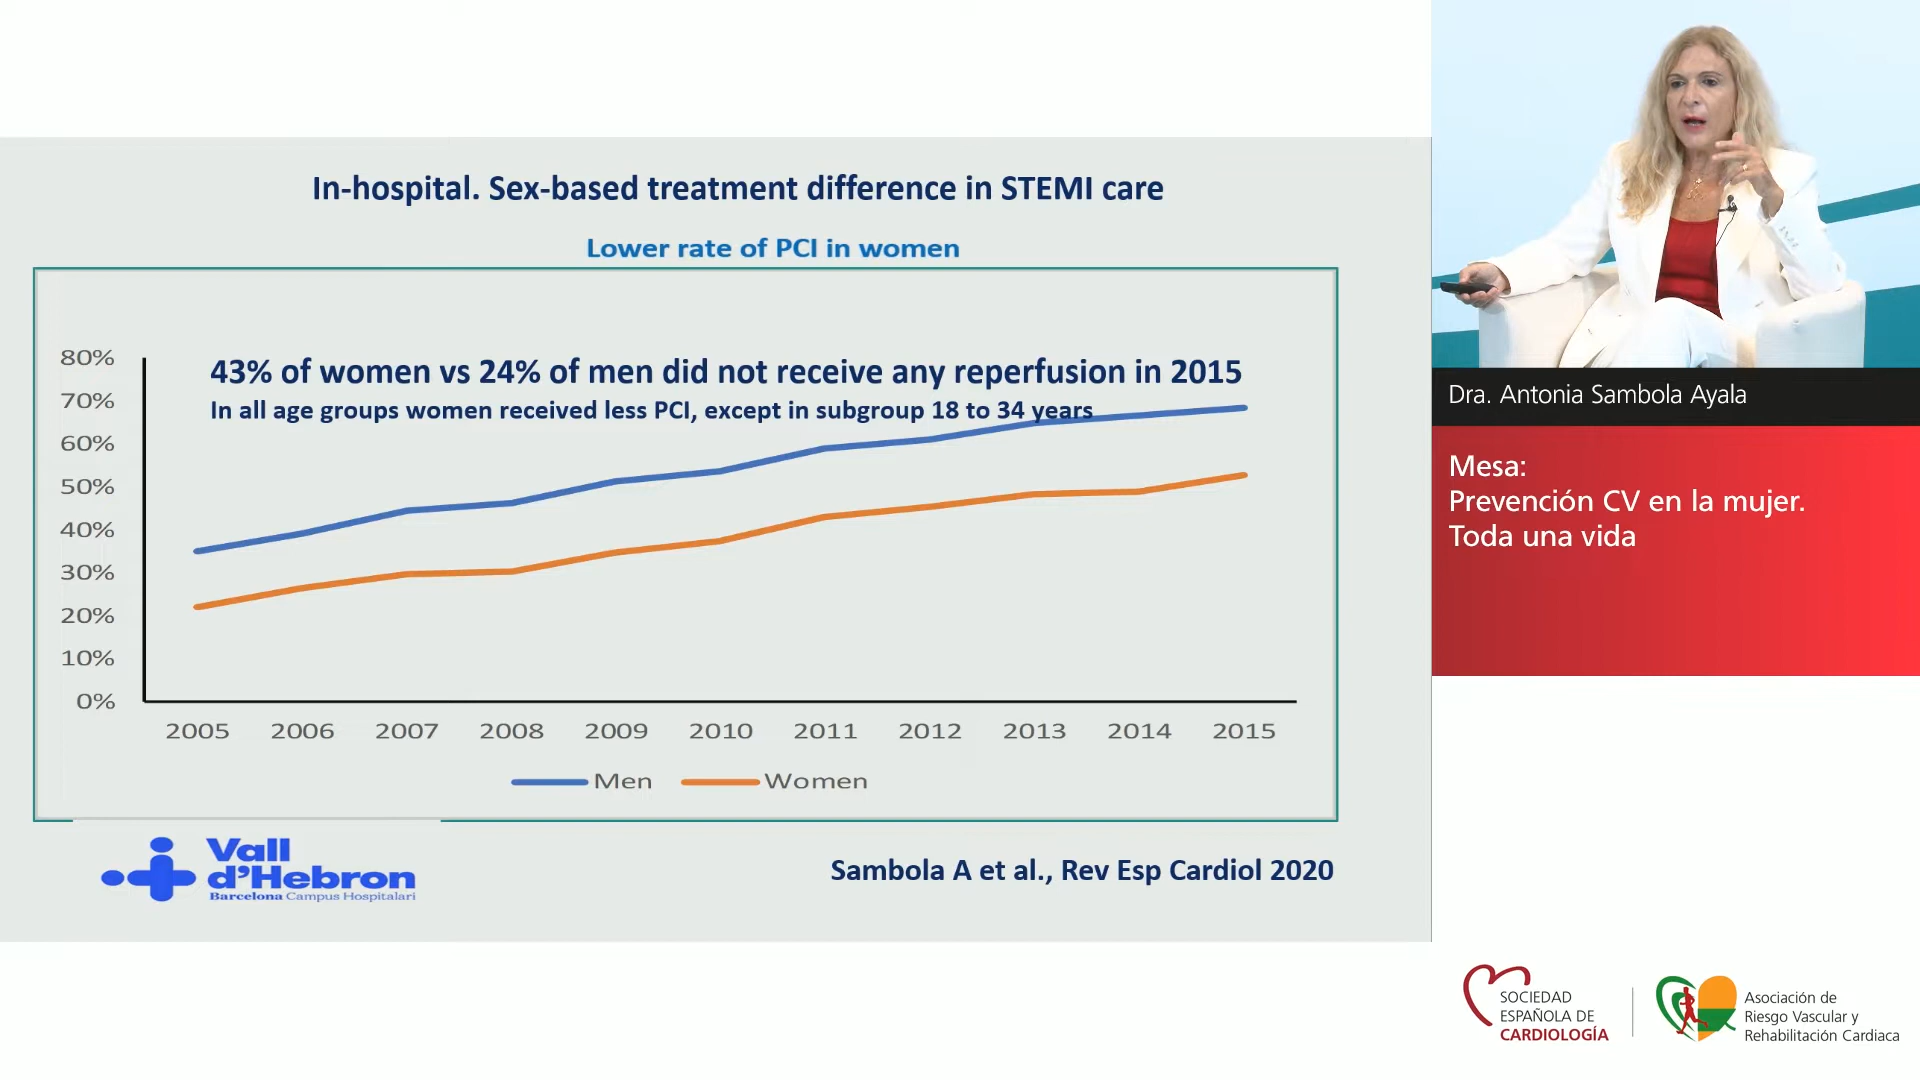 In-hospital. Sex-based treatment difference in STEMI care
Lower rate of PCI in women
43% of women vs 24% of men did not receive any reperfusion in 2015
In all age groups women received less PCI, except in subgroup 18 to 34 years
80%
70%
60%
50%
40%
30%
20%
10%
0%
2005 2006 2007 2008 2009 2010 2011 2012 2013 2014 2015
Men Women
Vall
d'Hebron
Barcelona Campus Hospitalari
Sambola A et al., Rev Esp Cardiol 2020
Dra. Antonia Sambola Ayala
Mesa:
Prevención CV en la mujer.
Toda una vida
SOCIEDAD
ESPAÑOLA DE
CARDIOLOGÍA
Asociación de
Riesgo Vascular y
Rehabilitación Cardiaca